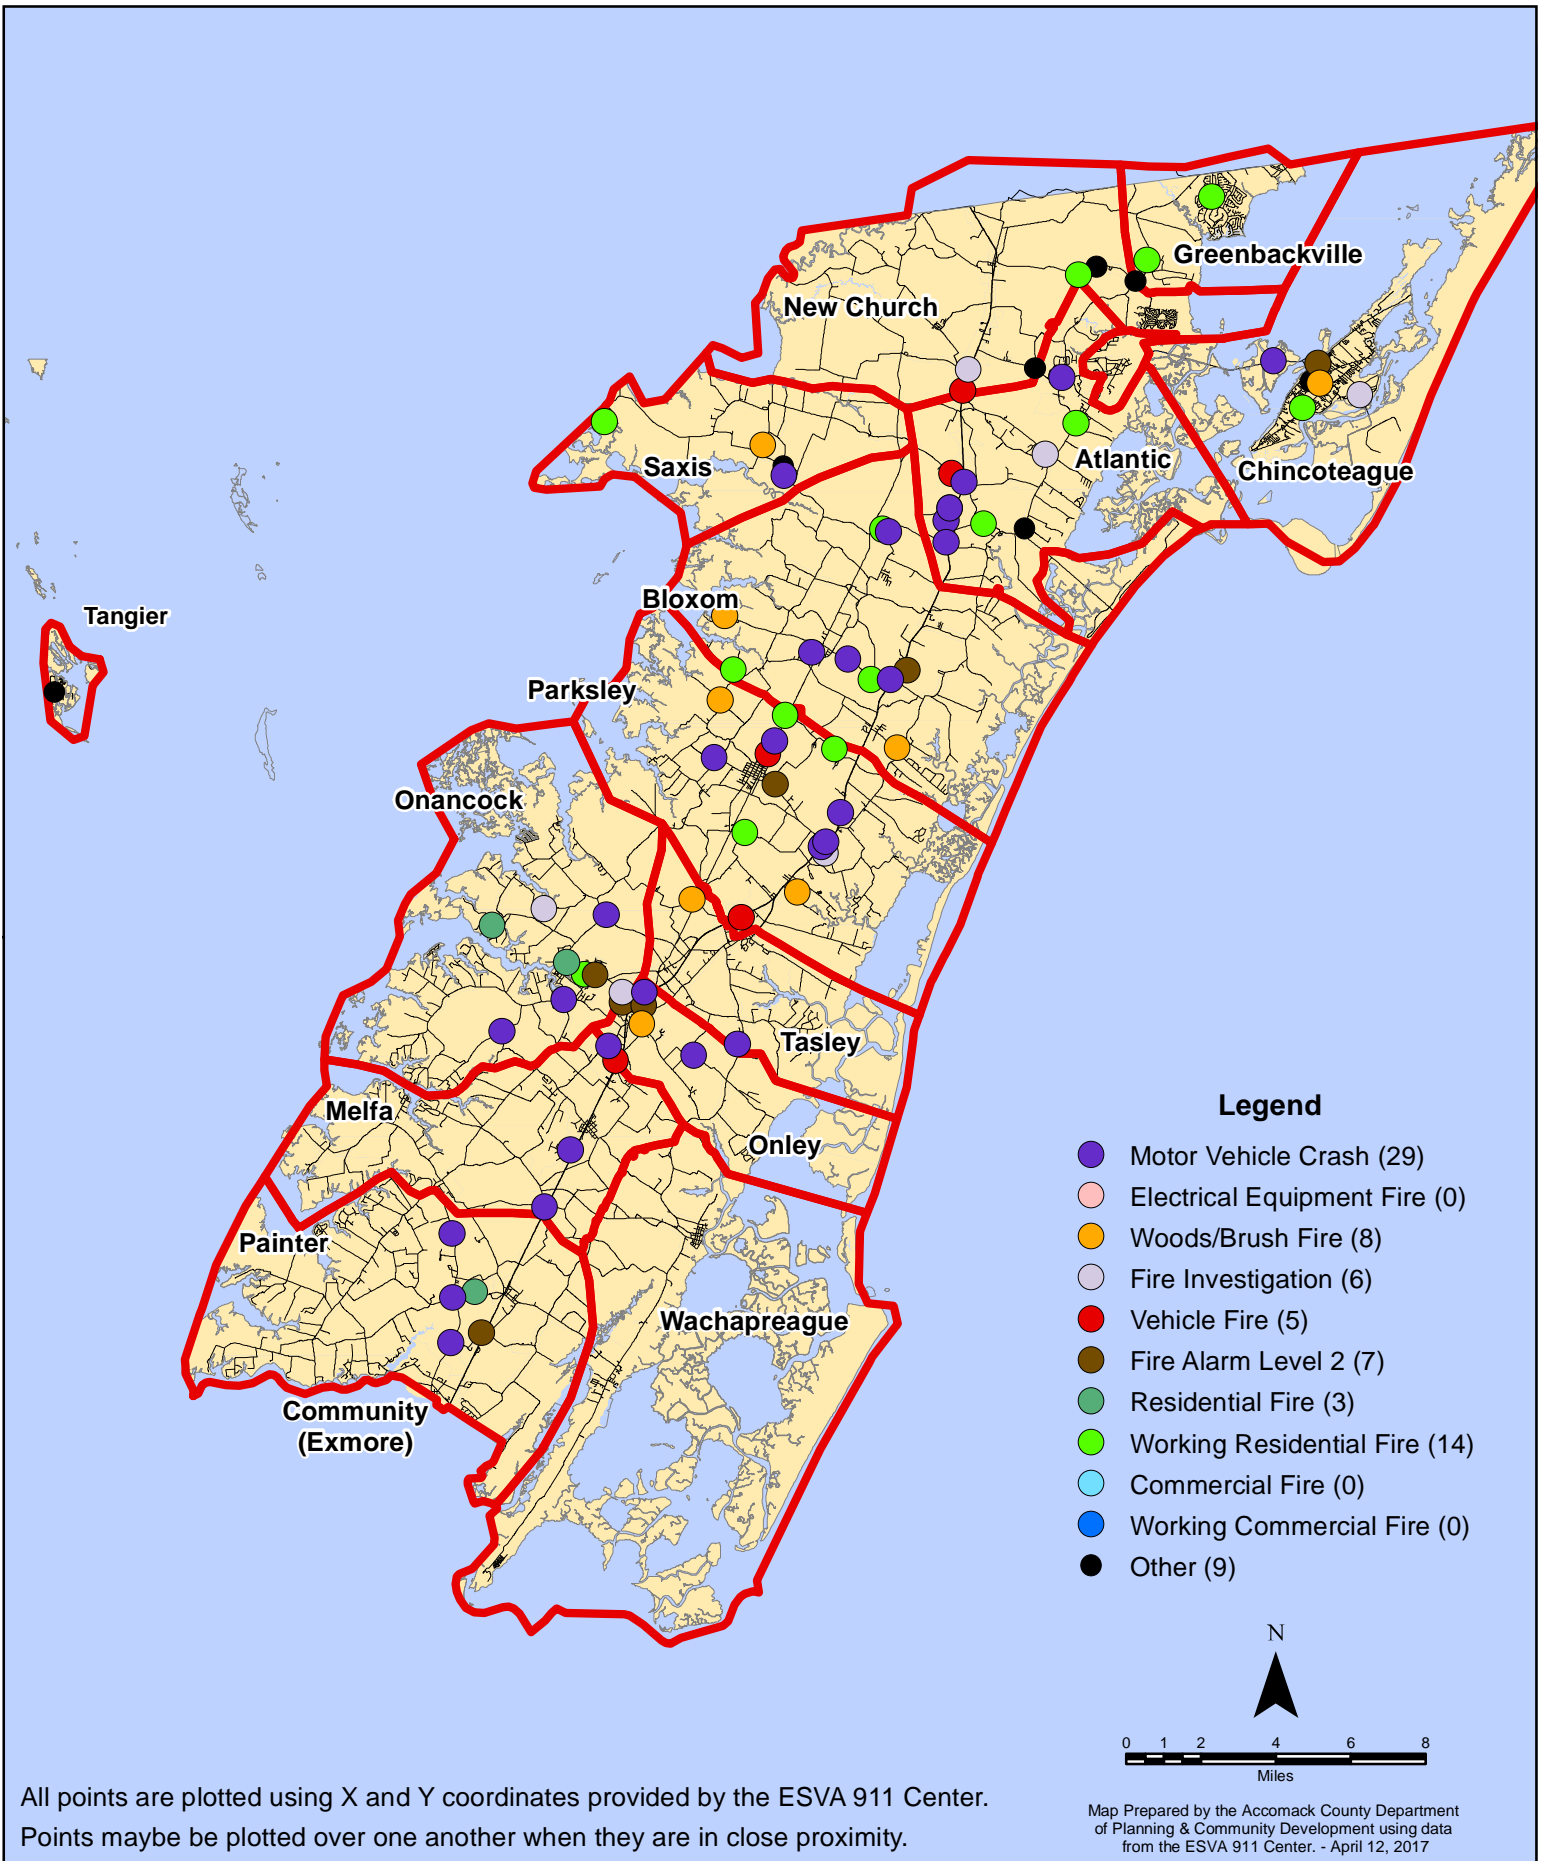 Greenbackville
New Church
Saxis
Atlantic
Chincoteague
Bloxom
Tangier
Parksley
Onancock
Tasley
Melfa
Onley
Painter
Wachapreague
Community
(Exmore)
Legend
Motor Vehicle Crash (29)
Electrical Equipment Fire (0)
Woods/Brush Fire (8)
Fire Investigation (6)
Vehicle Fire (5)
Fire Alarm Level 2 (7)
Residential Fire (3)
Working Residential Fire (14)
Commercial Fire (0)
Working Commercial Fire (0)
Other (9)
N
0 1 2 4 6 8
Miles
All points are plotted using X and Y coordinates provided by the ESVA 911 Center.
Points maybe be plotted over one another when they are in close proximity.
Map Prepared by the Accomack County Department
of Planning & Community Development using data
from the ESVA 911 Center. - April 12, 2017